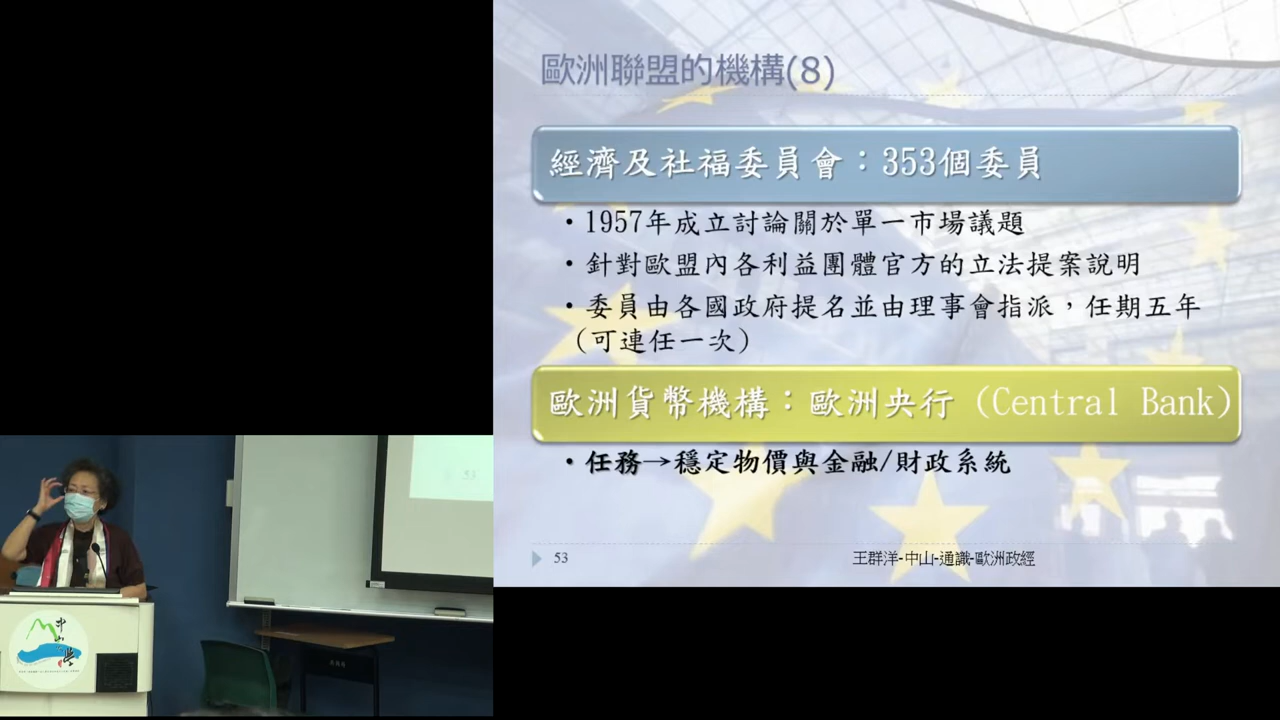 歐洲聯盟的機構(8)
經濟及社福委員會：353個委員
・1957年成立討論關於單一市場議題
・針對歐盟內各利益團體官方的立法提案說明
・委員由各國政府提名並由理事會指派，任期五年
(可連任一次)
歐洲貨幣機構：歐洲央行 (Central Bank)
・任務→穩定物價與金融/財政系統
53
王群洋-中山-通識-歐洲政經
53
中山